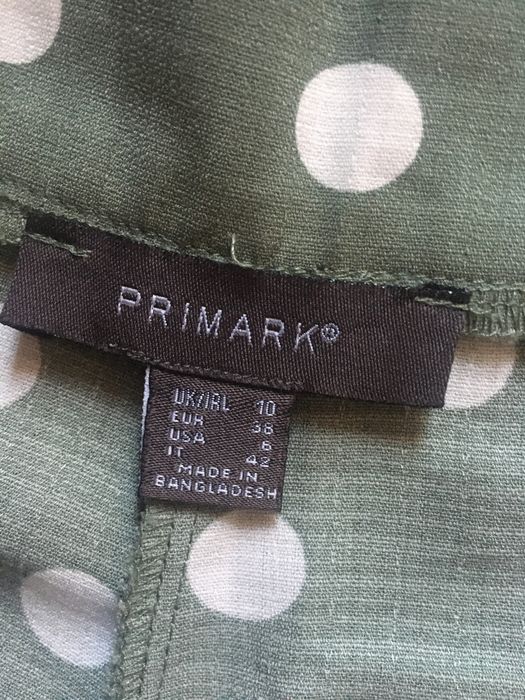 PRIMARK®
UK/IRL 10
EUR 38
USA 6
IT 42
MADE IN
BANGLADESH